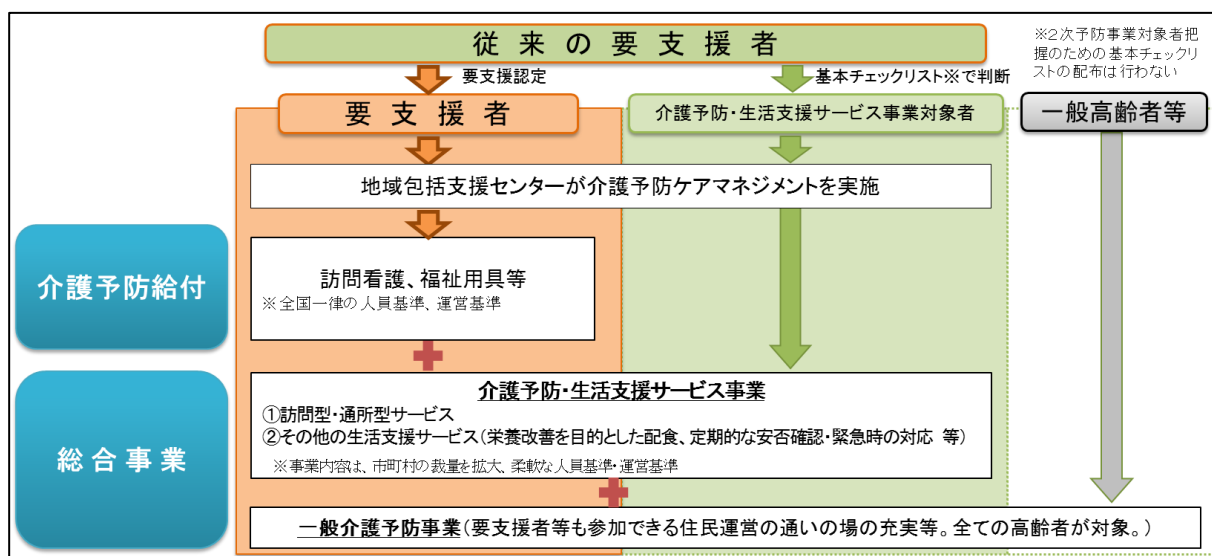 従来の要支援者
※２次予防事業対象者把
握のための基本チェックリ
ストの配布は行わない
要支援認定
基本チェックリスト※で判断
要支援者
介護予防・生活支援サービス事業対象者
一般高齢者等
地域包括支援センターが介護予防ケアマネジメントを実施
介護予防給付
訪問看護、福祉用具等
※全国一律の人員基準、運営基準
総合事業
介護予防・生活支援サービス事業
①訪問型・通所型サービス
②その他の生活支援サービス（栄養改善を目的とした配食、定期的な安否確認・緊急時の対応 等）
※事業内容は、市町村の裁量を拡大、柔軟な人員基準・運営基準
一般介護予防事業（要支援者等も参加できる住民運営の通いの場の充実等。全ての高齢者が対象。）